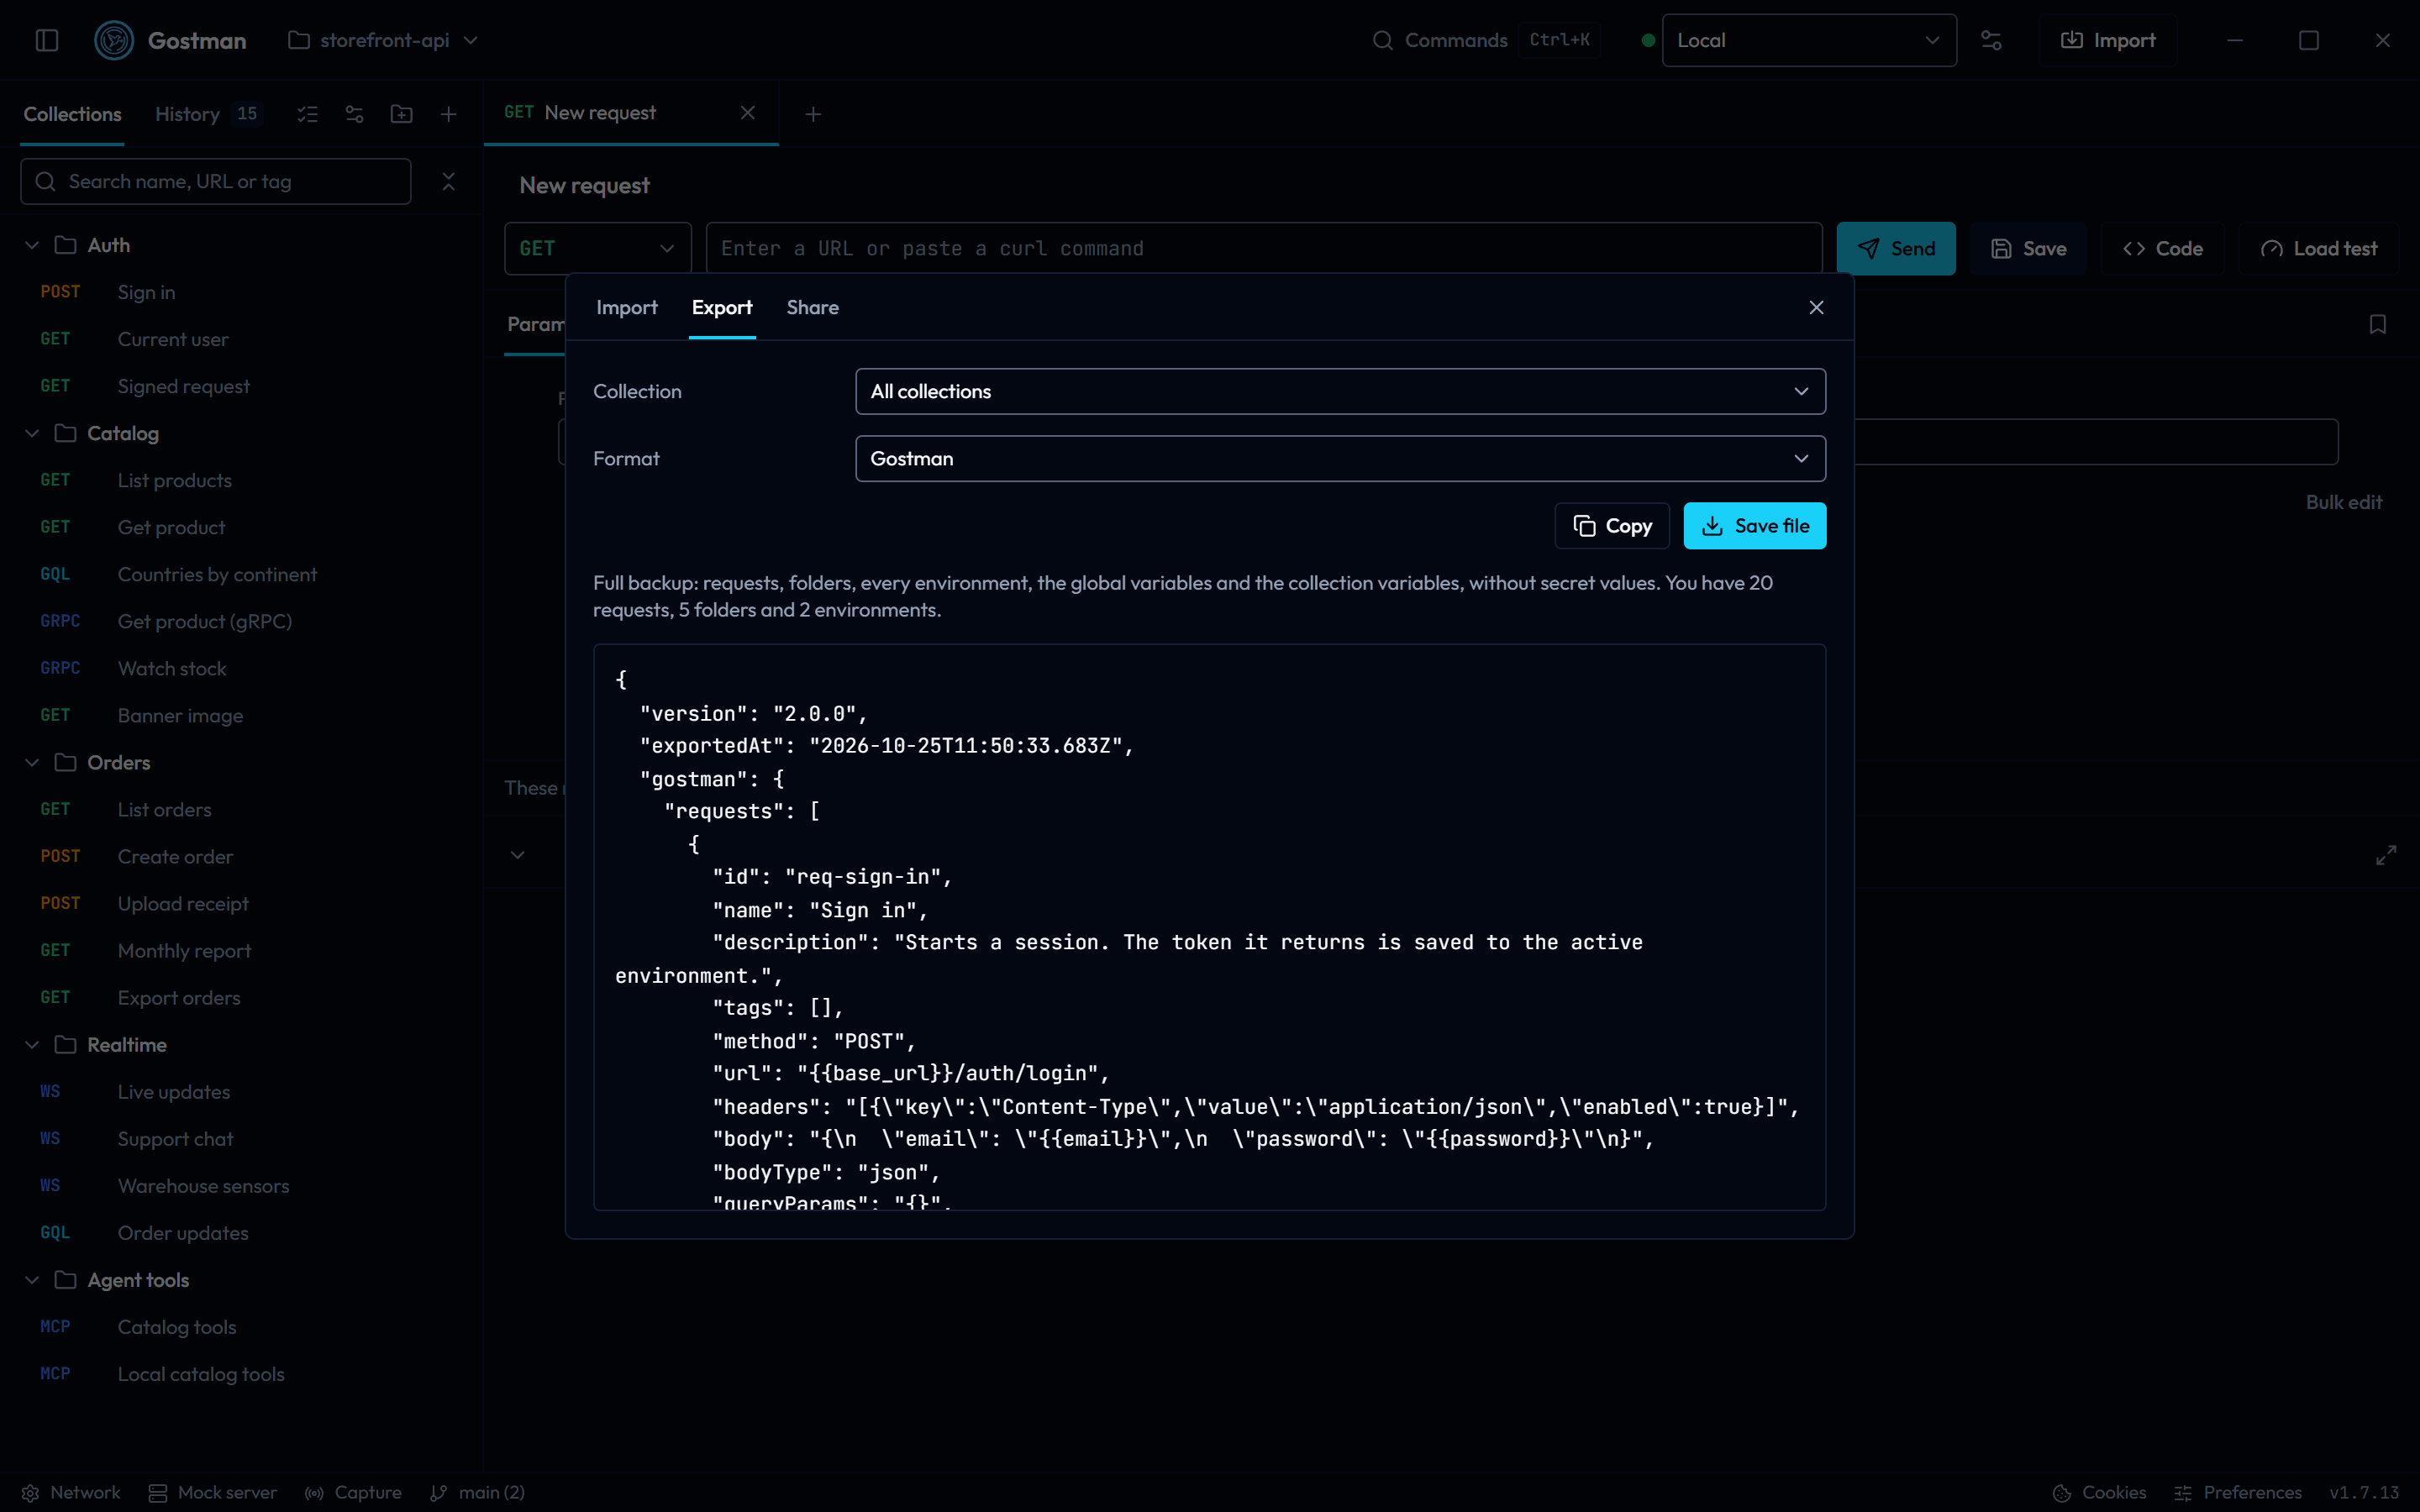 Gostman
storefront-api
Commands
Ctrl+K
Local
Import
Collections
History 15
GET New request
Search name, URL or tag
New request
GET
Enter a URL or paste a curl command
Send
Save
Code
Load test
Auth
POST Sign in
GET Current user
GET Signed request
Catalog
GET List products
GET Get product
GQL Countries by continent
GRPC Get product (gRPC)
GRPC Watch stock
GET Banner image
Orders
GET List orders
POST Create order
POST Upload receipt
GET Monthly report
GET Export orders
Realtime
WS Live updates
WS Support chat
WS Warehouse sensors
GQL Order updates
Agent tools
MCP Catalog tools
MCP Local catalog tools
Bulk edit
These
Import
Export
Share
Collection
All collections
Format
Gostman
Copy
Save file
Full backup: requests, folders, every environment, the global variables and the collection variables, without secret values. You have 20
requests, 5 folders and 2 environments.
{
"version": "2.0.0",
"exportedAt": "2026-10-25T11:50:33.683Z",
"gostman": {
"requests": [
{
"id": "req-sign-in",
"name": "Sign in",
"description": "Starts a session. The token it returns is saved to the active
environment.",
"tags": [],
"method": "POST",
"url": "{{base_url}}/auth/login",
"headers": "[{\"key\":\"Content-Type\",\"value\":\"application/json\",\"enabled\":true}]",
"body": "{\n  \"email\": \"{{email}}\",\n  \"password\": \"{{password}}\"\n}",
"bodyType": "json",
"queryParams": "{}",
Network
Mock server
Capture
main (2)
Cookies
Preferences
v1.7.13